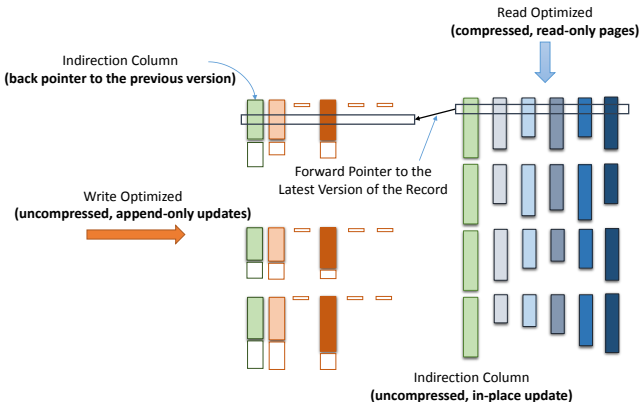 Read Optimized
(compressed, read-only pages)
Indirection Column
(back pointer to the previous version)
Forward Pointer to the
Latest Version of the Record
Write Optimized
(uncompressed, append-only updates)
Indirection Column
(uncompressed, in-place update)